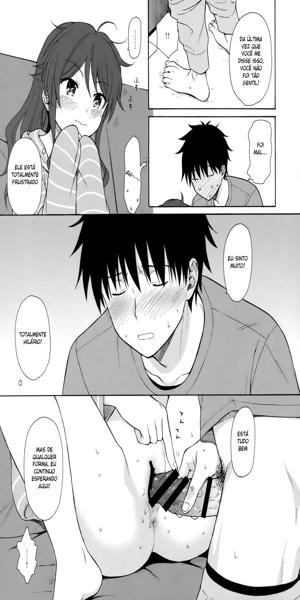 DA ÚLTIMA
VEZ QUE VOCÊ
ME DISSE ISSO,
VOCÊ NÃO
FOI TÃO
GENTIL!
ELE ESTÁ
TOTALMENTE
FRUSTRADO
FOI
MAL...
EU SINTO
MUITO!
TOTALMENTE
HILÁRIO!
ESTÁ
TUDO
BEM
MAS DE
QUALQUER
FORMA, EU
CONTINUO
ESPERANDO
AQUI!